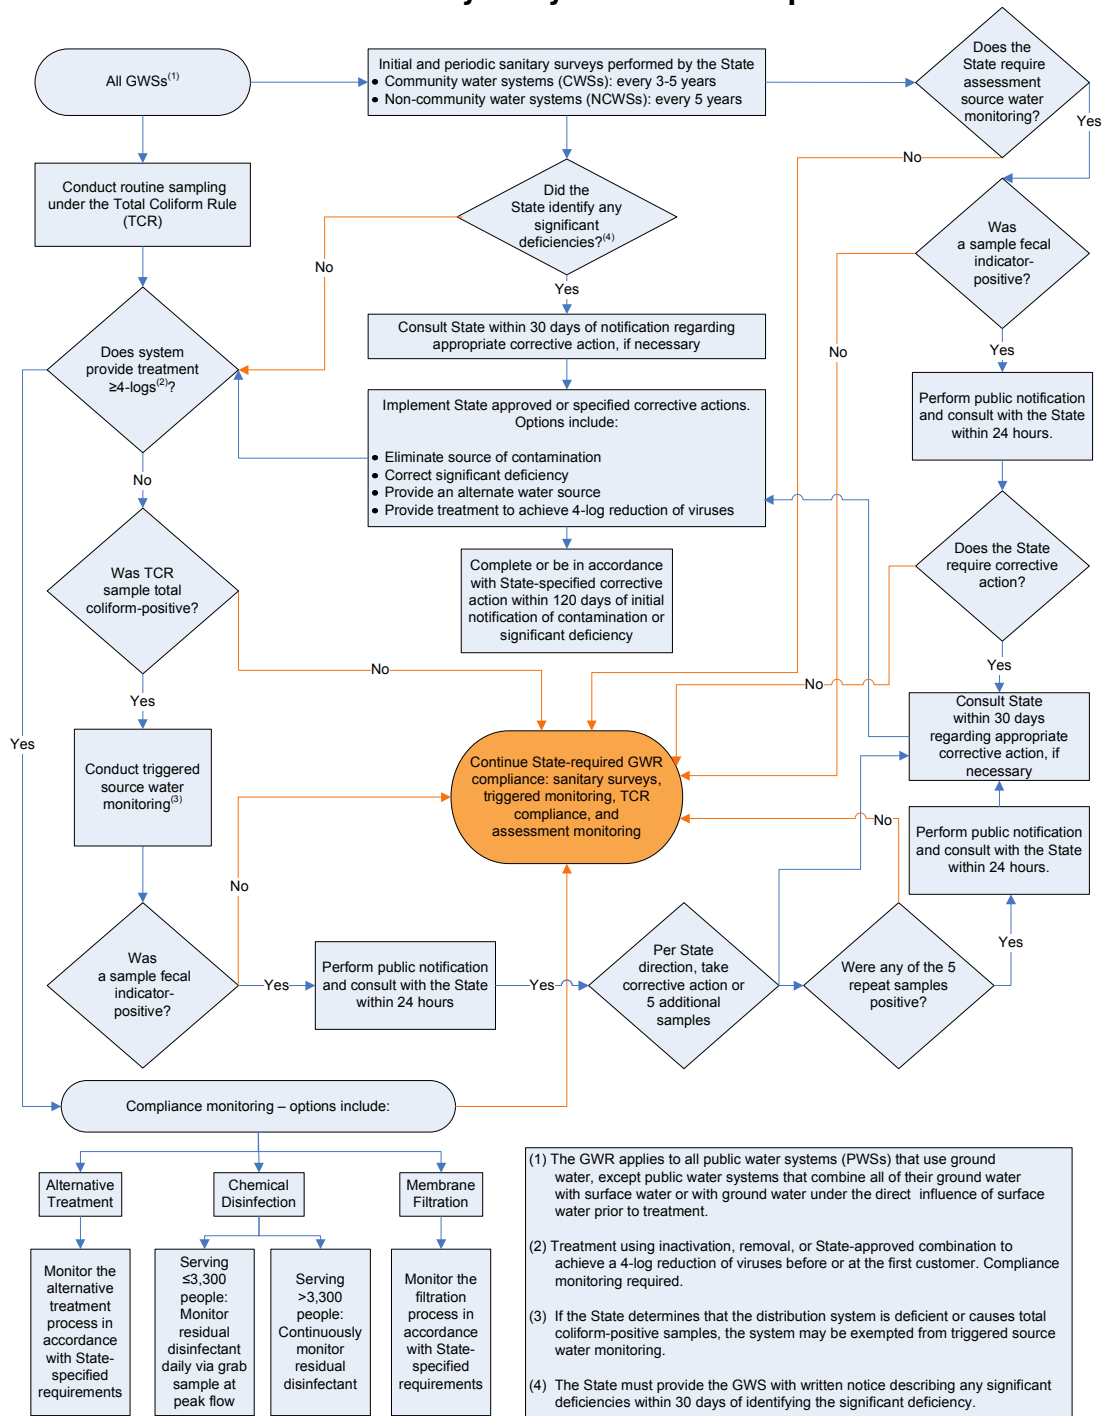 All GWSs(1)
Initial and periodic sanitary surveys performed by the State
• Community water systems (CWSs): every 3-5 years
• Non-community water systems (NCWSs): every 5 years
Does the
State require
assessment
source water
monitoring?
Yes
No
Conduct routine sampling
under the Total Coliform Rule
(TCR)
Did the
State identify any
significant
deficiencies?(4)
No
Yes
Was
a sample fecal
indicator-
positive?
No
Yes
Consult State within 30 days of notification regarding
appropriate corrective action, if necessary
Does system
provide treatment
≥4-logs(2)?
No
Yes
Implement State approved or specified corrective actions.
Options include:
• Eliminate source of contamination
• Correct significant deficiency
• Provide an alternate water source
• Provide treatment to achieve 4-log reduction of viruses
Perform public notification
and consult with the State
within 24 hours.
Does the State
require corrective
action?
No
Yes
Was TCR
sample total
coliform-positive?
No
Yes
Complete or be in accordance
with State-specified corrective
action within 120 days of initial
notification of contamination or
significant deficiency
Consult State
within 30 days
regarding appropriate
corrective action, if
necessary
Conduct triggered
source water
monitoring(3)
Continue State-required GWR
compliance: sanitary surveys,
triggered monitoring, TCR
compliance, and
assessment monitoring
Perform public notification
and consult with the State
within 24 hours.
No
No
Yes
Was
a sample fecal
indicator-
positive?
Yes
Perform public notification
and consult with the State
within 24 hours
Yes
Per State
direction, take
corrective action or
5 additional
samples
Were any of the 5
repeat samples
positive?
Compliance monitoring – options include:
Alternative
Treatment
Chemical
Disinfection
Membrane
Filtration
Monitor the
alternative
treatment
process in
accordance
with State-
specified
requirements
Serving
≤3,300
people:
Monitor
residual
disinfectant
daily via grab
sample at
peak flow
Serving
>3,300
people:
Continuously
monitor
residual
disinfectant
Monitor the
filtration
process in
accordance
with State-
specified
requirements
(1) The GWR applies to all public water systems (PWSs) that use ground
water, except public water systems that combine all of their ground water
with surface water or with ground water under the direct influence of surface
water prior to treatment.
(2) Treatment using inactivation, removal, or State-approved combination to
achieve a 4-log reduction of viruses before or at the first customer. Compliance
monitoring required.
(3) If the State determines that the distribution system is deficient or causes total
coliform-positive samples, the system may be exempted from triggered source
water monitoring.
(4) The State must provide the GWS with written notice describing any significant
deficiencies within 30 days of identifying the significant deficiency.